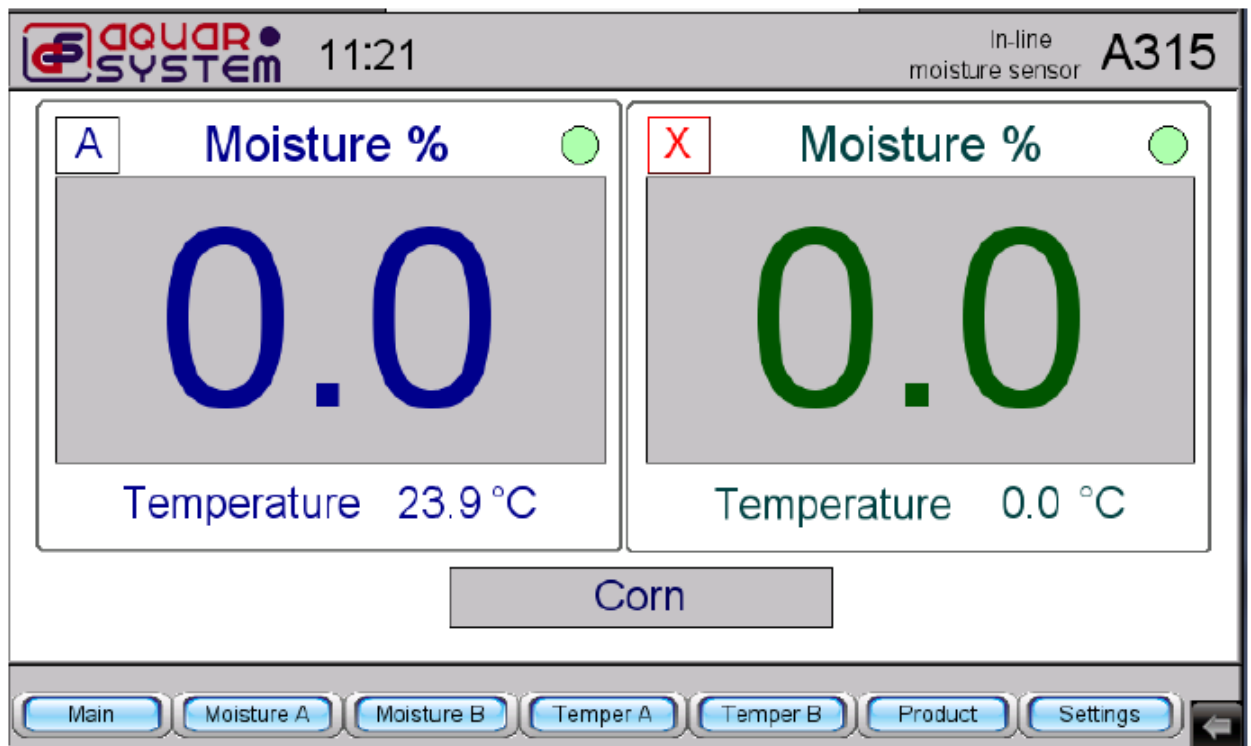 aquar system 11:21 In-line moisture sensor A315
A Moisture %
0.0
Temperature 23.9 °C
X Moisture %
0.0
Temperature 0.0 °C
Corn
Main Moisture A Moisture B Temper A Temper B Product Settings